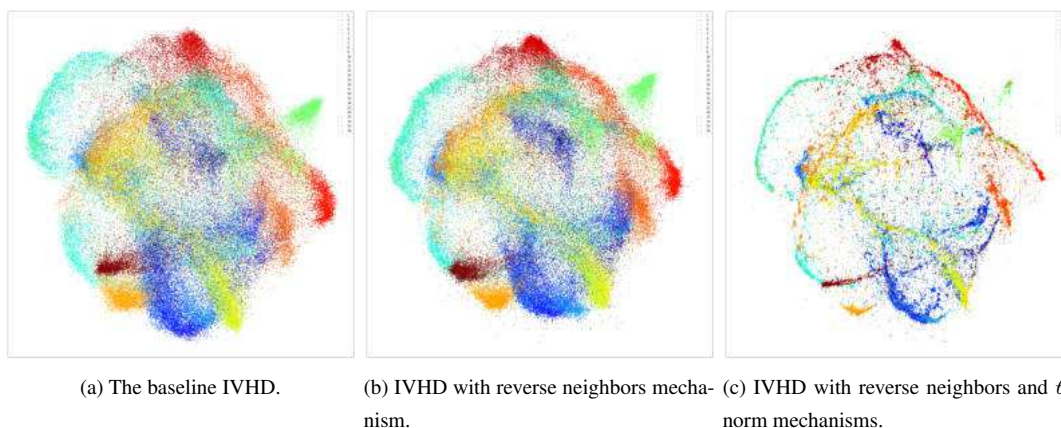 (a) The baseline IVHD.
(b) IVHD with reverse neighbors mecha-
nism.
(c) IVHD with reverse neighbors and
norm mechanisms.